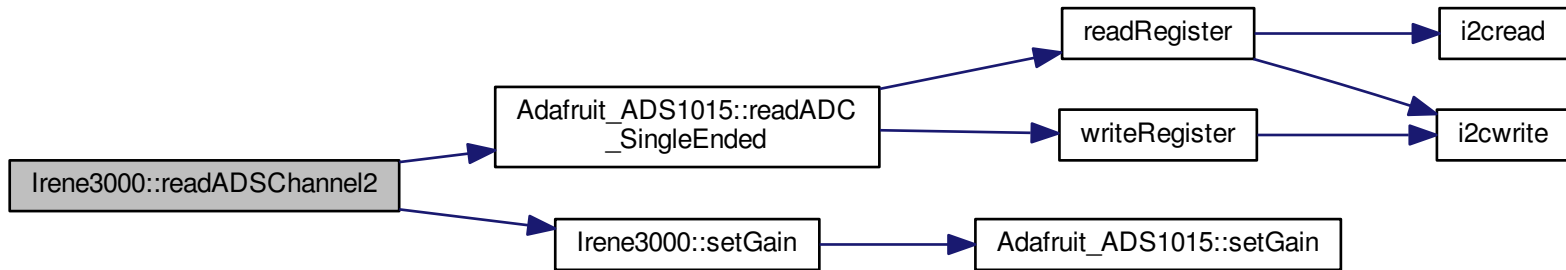 Irene3000::readADSChannel2
Adafruit_ADS1015::readADC
_SingleEnded
readRegister
i2cread
writeRegister
i2cwrite
Irene3000::setGain
Adafruit_ADS1015::setGain